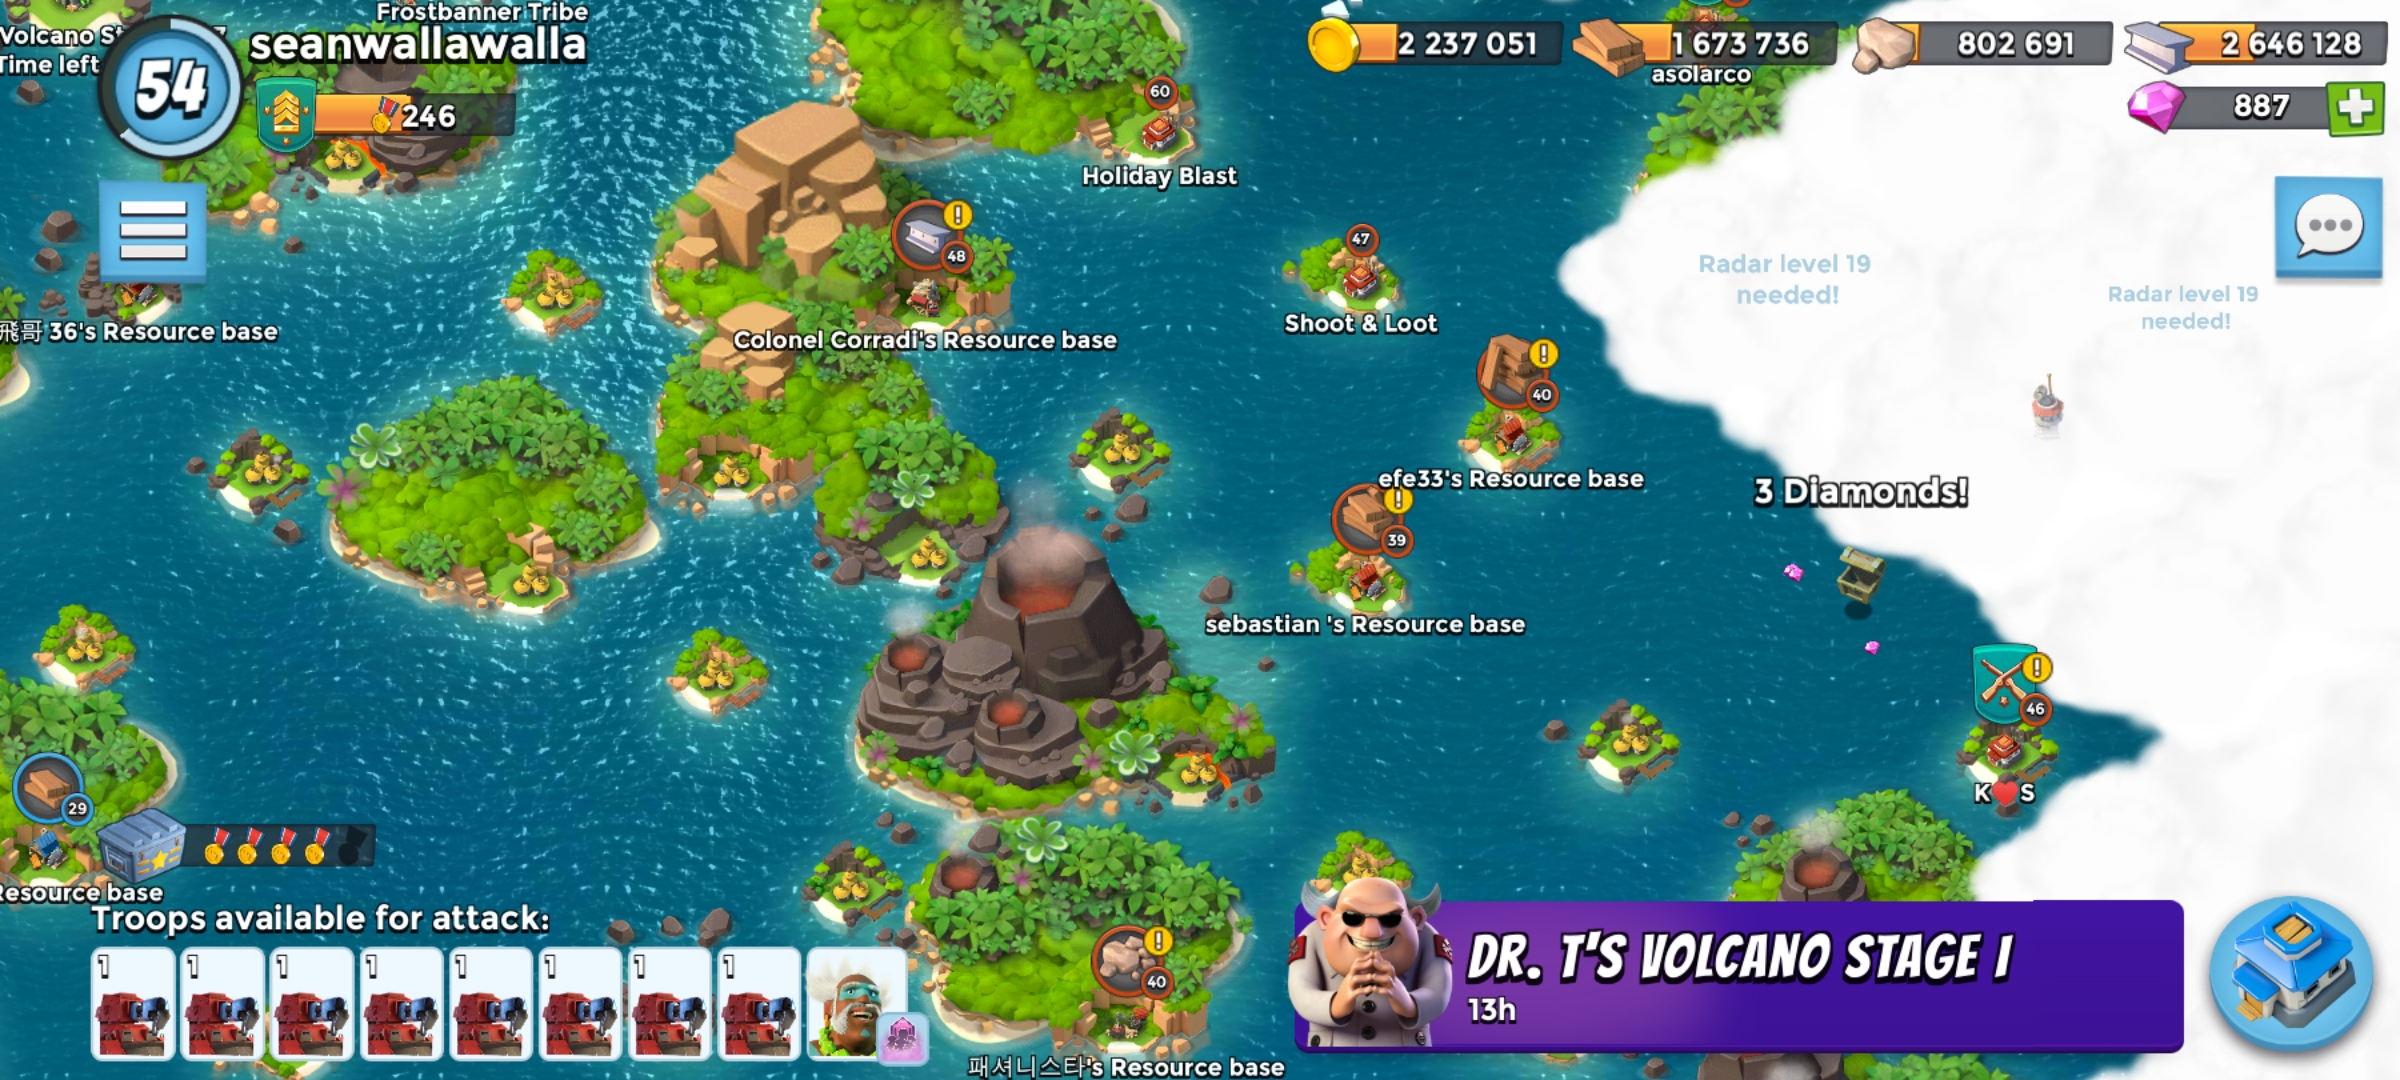 Frostbanner Tribe
Volcano St
Time left
54
seanwallawalla
246
2 237 051
1 673 736
802 691
2 646 128
asolarco
887
60
Holiday Blast
48
47
Radar level 19
needed!
Radar level 19
needed!
飛哥 36's Resource base
Colonel Corradi's Resource base
Shoot & Loot
40
efe33's Resource base
3 Diamonds!
39
sebastian 's Resource base
46
K❤️S
29
Resource base
Troops available for attack:
1
1
1
1
1
1
1
1
40
DR. T'S VOLCANO STAGE I
13h
패셔니스타's Resource base